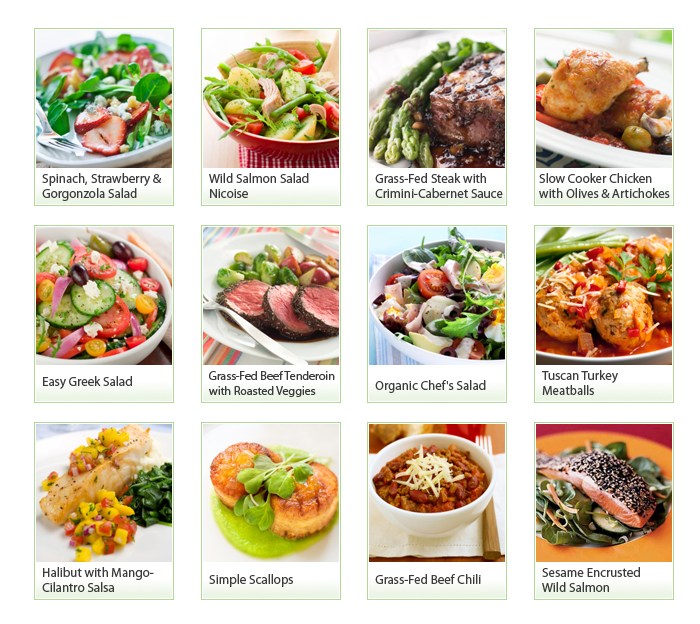 Spinach, Strawberry &
Gorgonzola Salad
Wild Salmon Salad
Nicoise
Grass-Fed Steak with
Crimini-Cabernet Sauce
Slow Cooker Chicken
with Olives & Artichokes
Easy Greek Salad
Grass-Fed Beef Tenderoin
with Roasted Veggies
Organic Chef's Salad
Tuscan Turkey
Meatballs
Halibut with Mango-
Cilantro Salsa
Simple Scallops
Grass-Fed Beef Chili
Sesame Encrusted
Wild Salmon